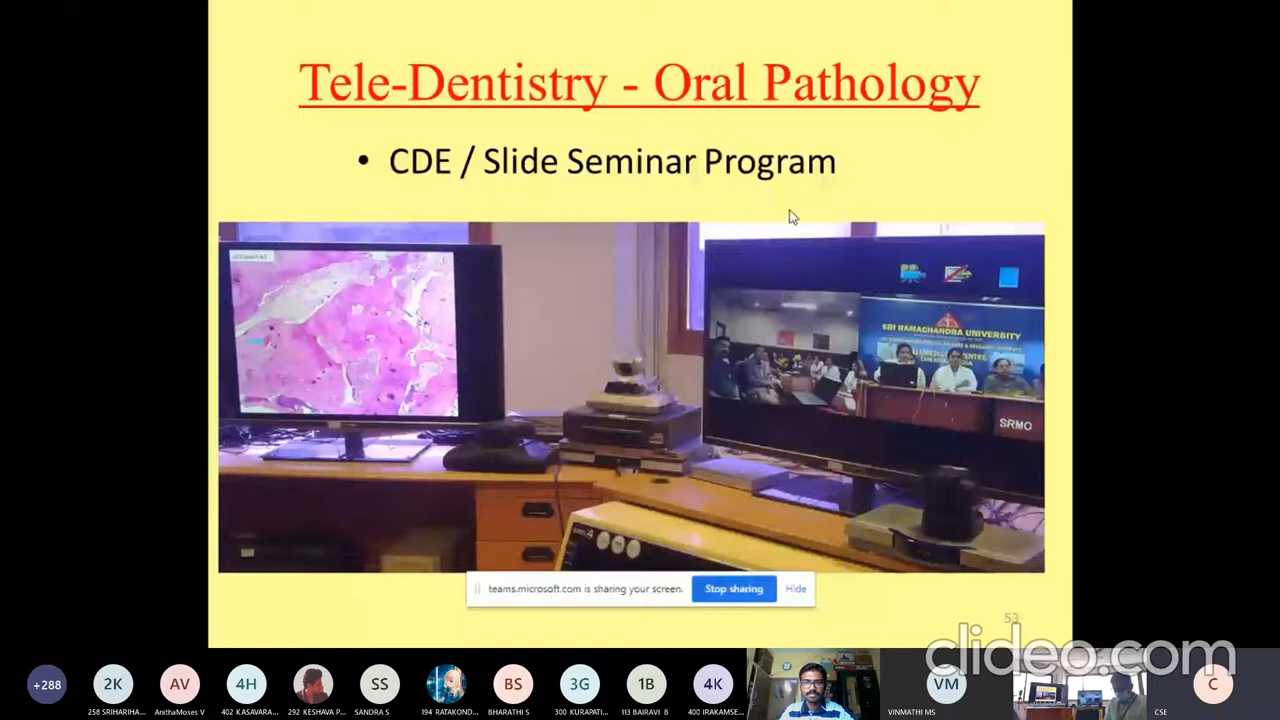 Tele-Dentistry - Oral Pathology
• CDE / Slide Seminar Program
SRI RAMACHANDRA UNIVERSITY
SRMC
teams.microsoft.com is sharing your screen.
Stop sharing
Hide
53
clideo.com
+288
2K
AV
4H
SS
BS
3G
1B
4K
VM
C
258 SRIHARIHA...
AnithaMoses V
402 KASAVARA...
292 KESHAVA P...
SANDRA S
194 RATAKOND...
BHARATHI S
300 KURAPATI...
113 BAIRAVI B
400 IRAKAMSE...
VINMATHI MS
CSE